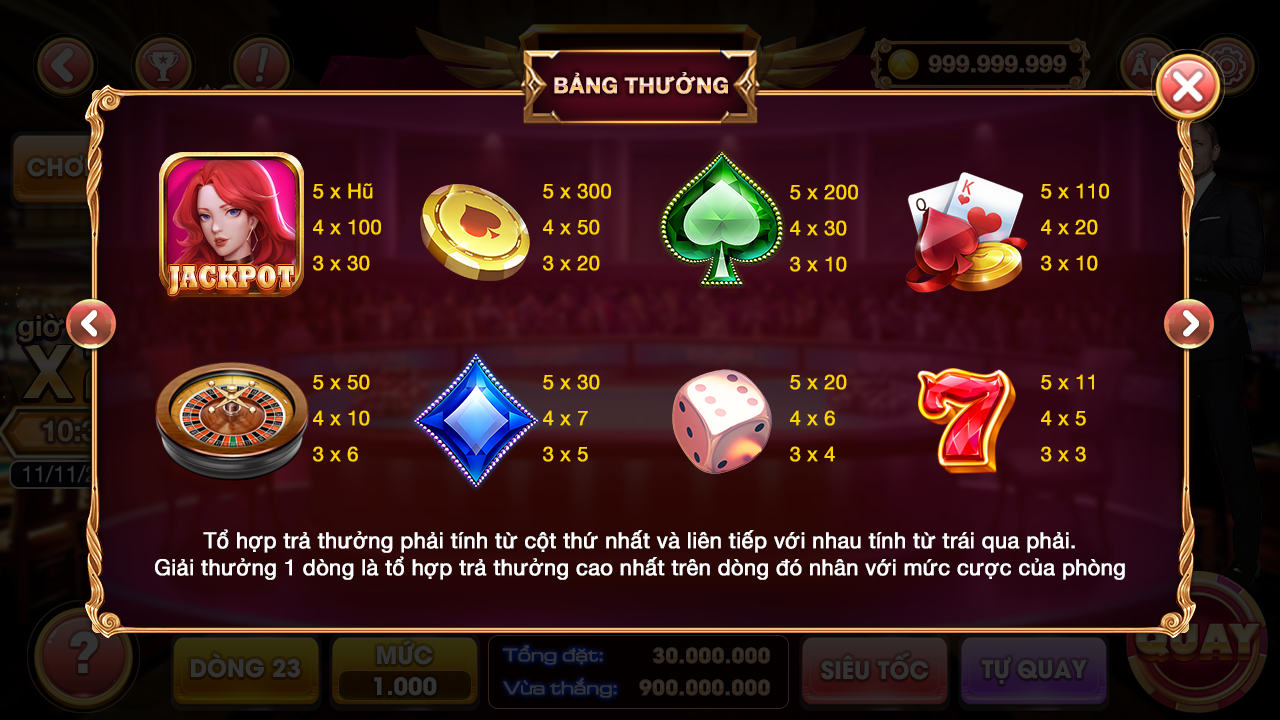 BẢNG THƯỞNG
999.999.999
JACKPOT
5 x Hũ
4 x 100
3 x 30
5 x 300
4 x 50
3 x 20
5 x 200
4 x 30
3 x 10
Q
K
5 x 110
4 x 20
3 x 10
giờ
5 x 50
4 x 10
3 x 6
5 x 30
4 x 7
3 x 5
5 x 20
4 x 6
3 x 4
7
5 x 11
4 x 5
3 x 3
Tổ hợp trả thưởng phải tính từ cột thứ nhất và liên tiếp với nhau tính từ trái qua phải.
Giải thưởng 1 dòng là tổ hợp trả thưởng cao nhất trên dòng đó nhân với mức cược của phòng
?
DÒNG 23
MỨC
1.000
Tổng đặt: 30.000.000
Vừa thắng: 900.000.000
SIÊU TỐC
TỰ QUAY
QUAY